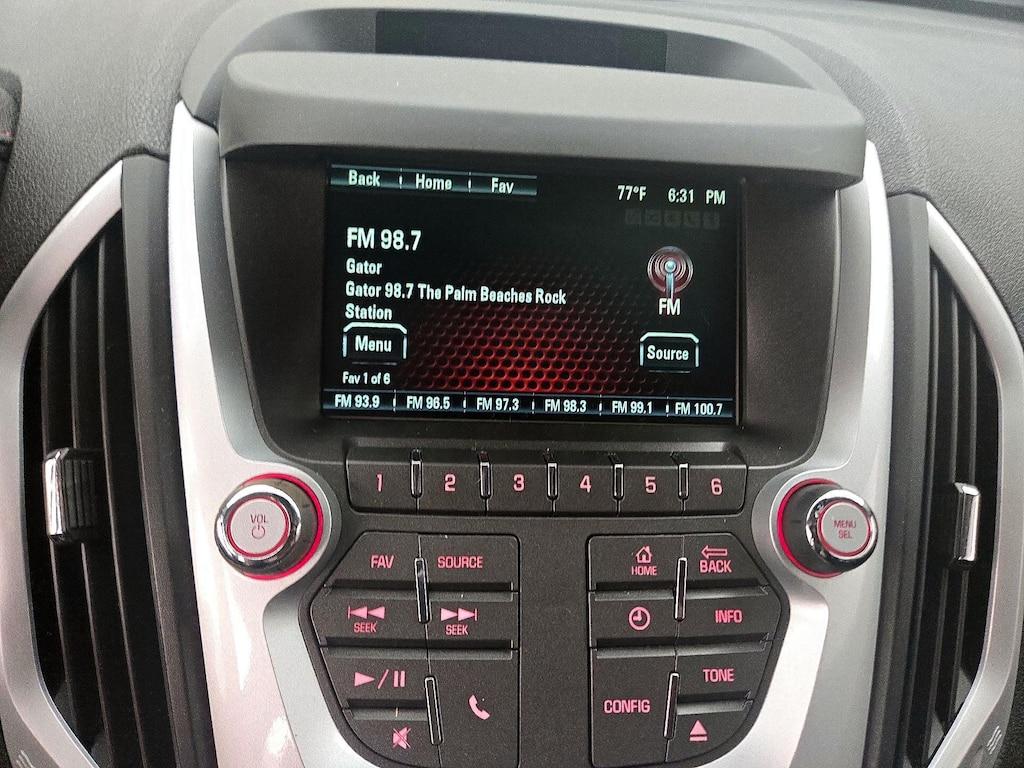 Back Home Fav
77°F 6:31 PM
FM 98.7
Gator
Gator 98.7 The Palm Beaches Rock
Station
FM
Menu
Source
Fav 1 of 6
FM 93.9 FM 96.5 FM 97.3 FM 98.3 FM 99.1 FM 100.7
1 2 3 4 5 6
VOL
MENU
SEL
FAV SOURCE
HOME BACK
SEEK SEEK
INFO
TONE
CONFIG